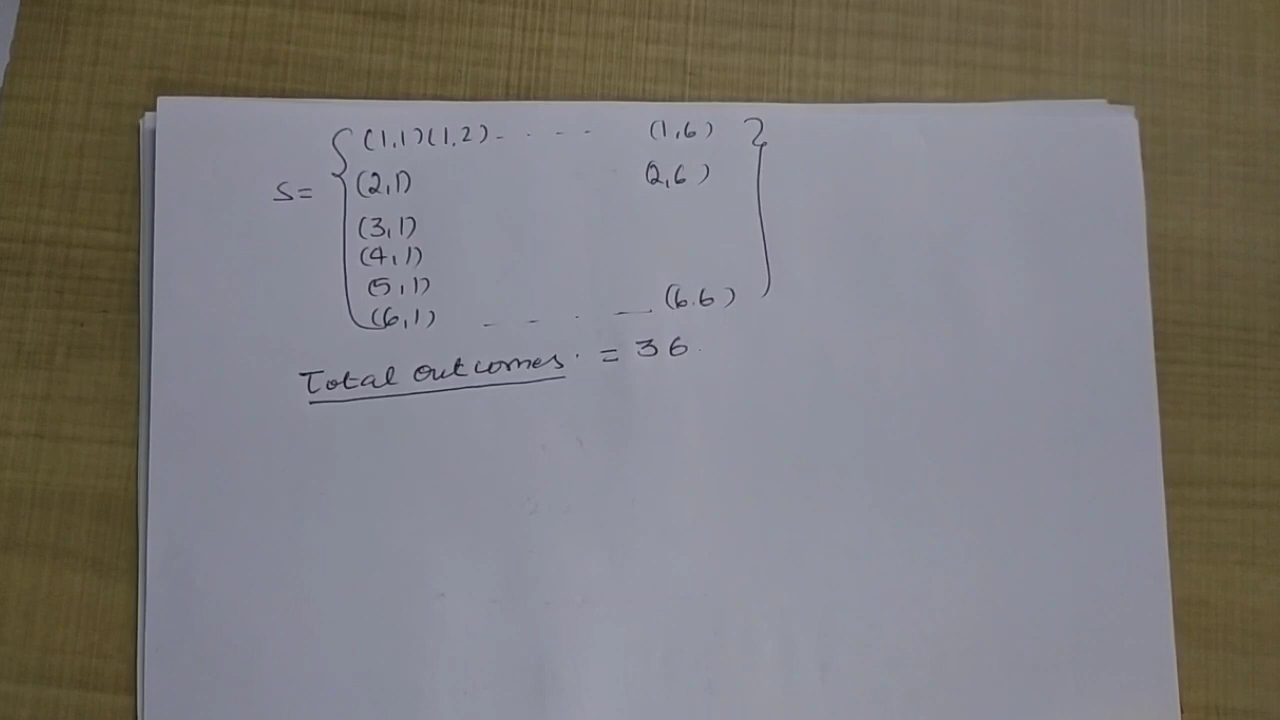 { (1,1)(1,2)- · - - (1,6) }
S= (2,1) (2,6)
(3,1)
(4,1)
(5,1)
(6,1) - - · — (6.6)
Total outcomes · = 36.